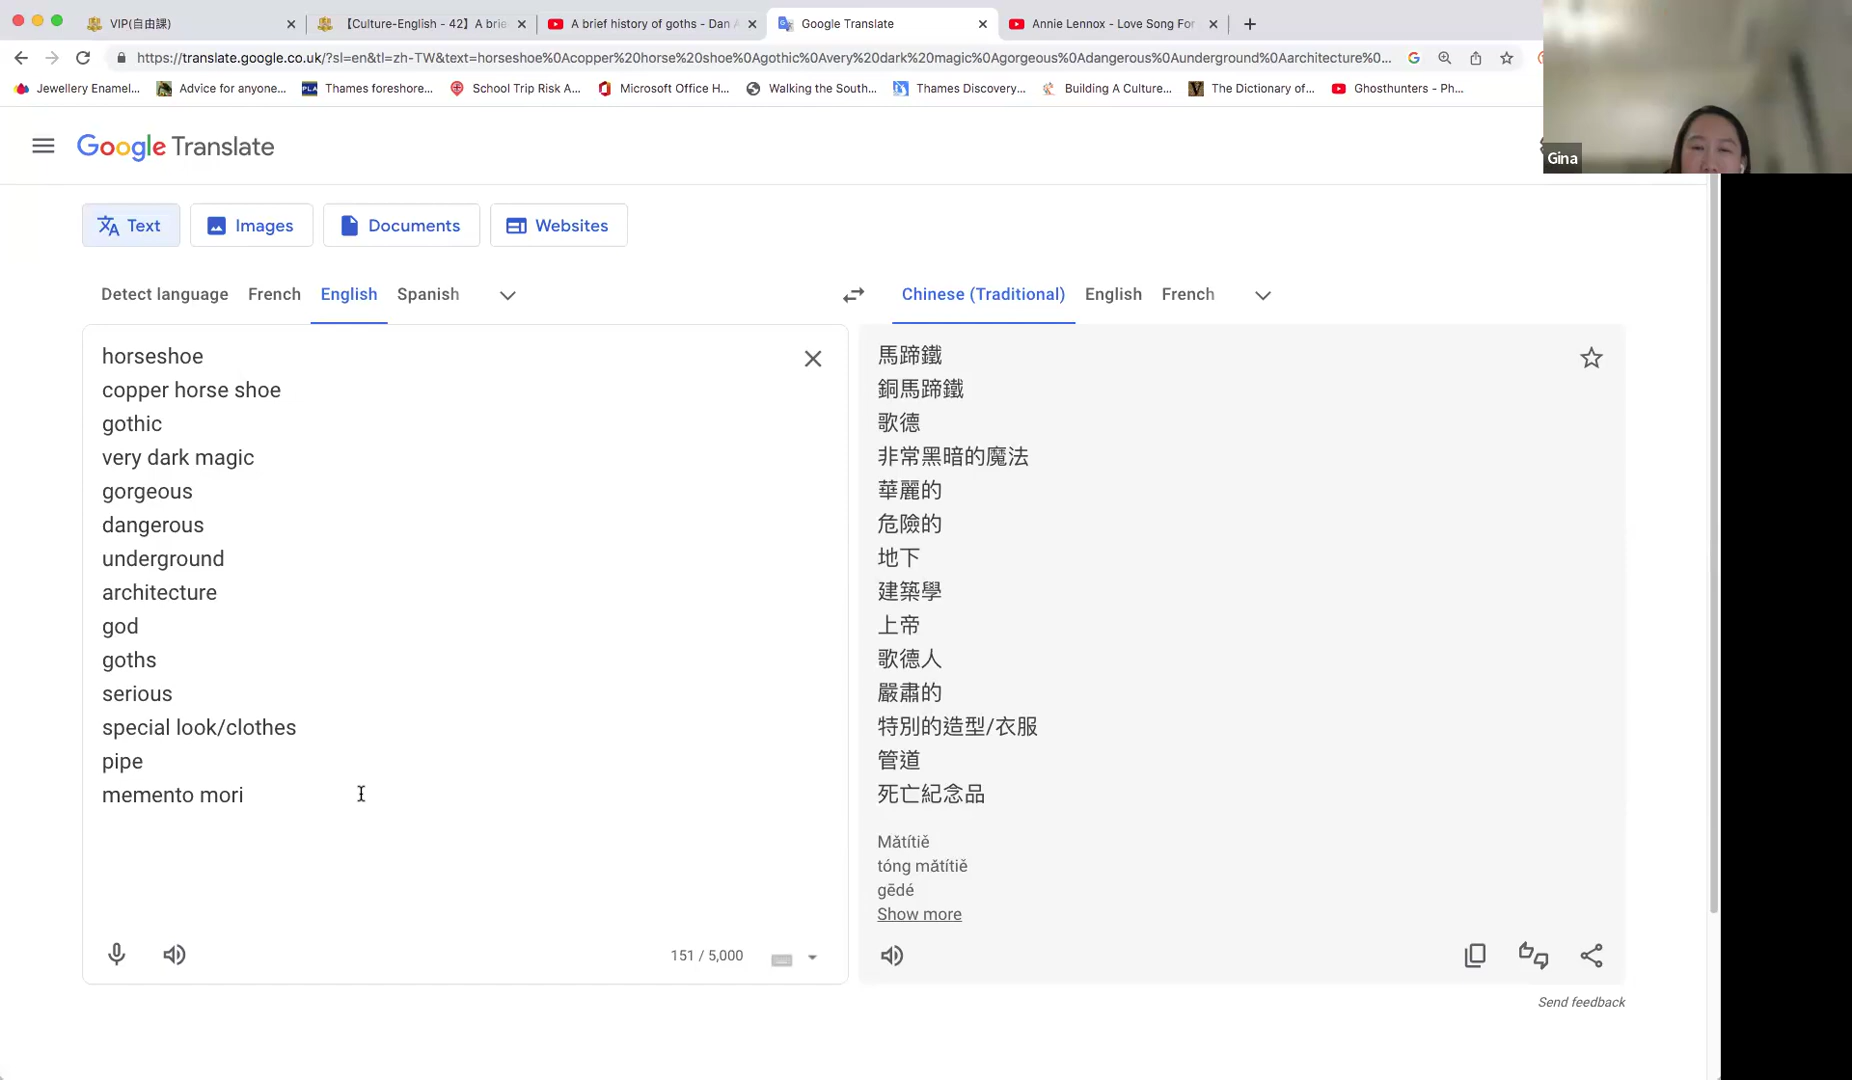 VIP(自由課)
【Culture-English - 42】A brie
A brief history of goths - Dan A
Google Translate
Annie Lennox - Love Song For
https://translate.google.co.uk/?sl=en&tl=zh-TW&text=horseshoe%0Acopper%20horse%20shoe%0Agothic%0Avery%20dark%20magic%0Agorgeous%0Adangerous%0Aunderground%0Aarchitecture%0...
Jewellery Enamel...
Advice for anyone...
Thames foreshore...
School Trip Risk A...
Microsoft Office H...
Walking the South...
Thames Discovery...
Building A Culture...
The Dictionary of...
Ghosthunters - Ph...
Gina
Google Translate
Text
Images
Documents
Websites
Detect language
French
English
Spanish
Chinese (Traditional)
English
French
horseshoe
copper horse shoe
gothic
very dark magic
gorgeous
dangerous
underground
architecture
god
goths
serious
special look/clothes
pipe
memento mori
151 / 5,000
馬蹄鐵
銅馬蹄鐵
歌德
非常黑暗的魔法
華麗的
危險的
地下
建築學
上帝
歌德人
嚴肅的
特別的造型/衣服
管道
死亡紀念品
Mǎtítiě
tóng mǎtítiě
gēdé
Show more
Send feedback